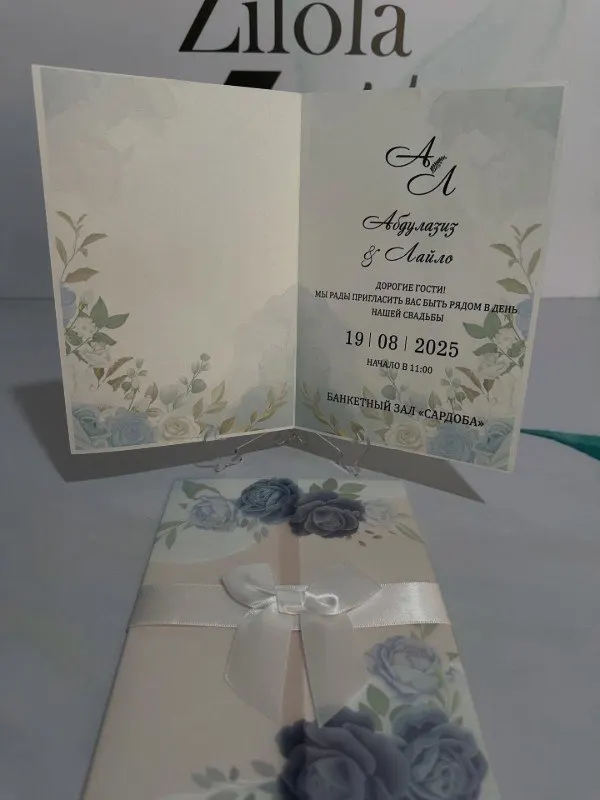 Zilola
А
Л
Абдулазиз
& Лайло
ДОРОГИЕ ГОСТИ!
МЫ РАДЫ ПРИГЛАСИТЬ ВАС БЫТЬ РЯДОМ В ДЕНЬ
НАШЕЙ СВАДЬБЫ
19 | 08 | 2025
НАЧАЛО В 11:00
БАНКЕТНЫЙ ЗАЛ «САРДОБА»